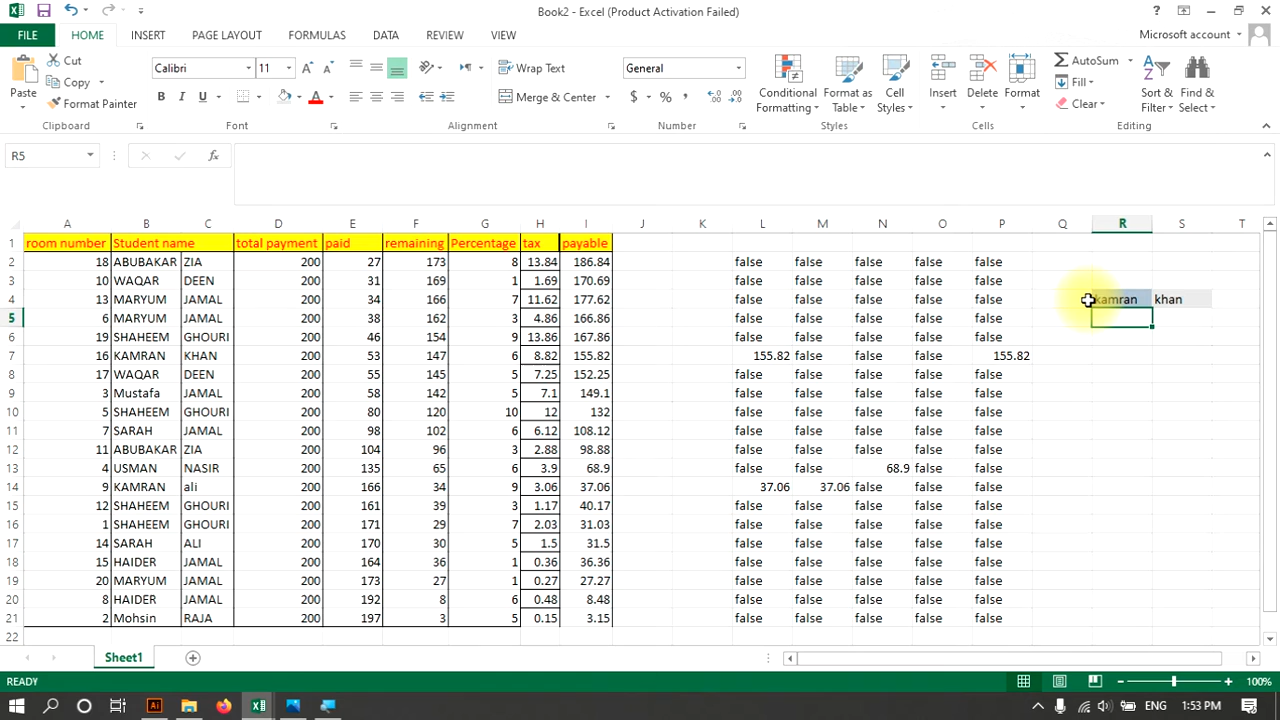 Book2 - Excel (Product Activation Failed)
FILE HOME INSERT PAGE LAYOUT FORMULAS DATA REVIEW VIEW Microsoft account
Cut
Copy
Format Painter
Paste
Clipboard
Calibri 11
B I U
Font
Wrap Text
Merge & Center
Alignment
General
$ % ,
Number
Conditional Formatting
Format as Table
Cell Styles
Styles
Insert
Delete
Format
Cells
AutoSum
Fill
Clear
Sort & Filter
Find & Select
Editing
R5 fx
A B C D E F G H I J K L M N O P Q R S T
1 room number Student name total payment paid remaining Percentage tax payable
2 18 ABUBAKAR ZIA 200 27 173 8 13.84 186.84 false false false false false
3 10 WAQAR DEEN 200 31 169 1 1.69 170.69 false false false false false
4 13 MARYUM JAMAL 200 34 166 7 11.62 177.62 false false false false false kamran khan
5 6 MARYUM JAMAL 200 38 162 3 4.86 166.86 false false false false false
6 19 SHAHEEM GHOURI 200 46 154 9 13.86 167.86 false false false false false
7 16 KAMRAN KHAN 200 53 147 6 8.82 155.82 155.82 false false false 155.82
8 17 WAQAR DEEN 200 55 145 5 7.25 152.25 false false false false false
9 3 Mustafa JAMAL 200 58 142 5 7.1 149.1 false false false false false
10 5 SHAHEEM GHOURI 200 80 120 10 12 132 false false false false false
11 7 SARAH JAMAL 200 98 102 6 6.12 108.12 false false false false false
12 11 ABUBAKAR ZIA 200 104 96 3 2.88 98.88 false false false false false
13 4 USMAN NASIR 200 135 65 6 3.9 68.9 false false 68.9 false false
14 9 KAMRAN ali 200 166 34 9 3.06 37.06 37.06 37.06 false false false
15 12 SHAHEEM GHOURI 200 161 39 3 1.17 40.17 false false false false false
16 1 SHAHEEM GHOURI 200 171 29 7 2.03 31.03 false false false false false
17 14 SARAH ALI 200 170 30 5 1.5 31.5 false false false false false
18 15 HAIDER JAMAL 200 164 36 1 0.36 36.36 false false false false false
19 20 MARYUM JAMAL 200 173 27 1 0.27 27.27 false false false false false
20 8 HAIDER JAMAL 200 192 8 6 0.48 8.48 false false false false false
21 2 Mohsin RAJA 200 197 3 5 0.15 3.15 false false false false false
22
Sheet1
READY 100%
ENG 1:53 PM